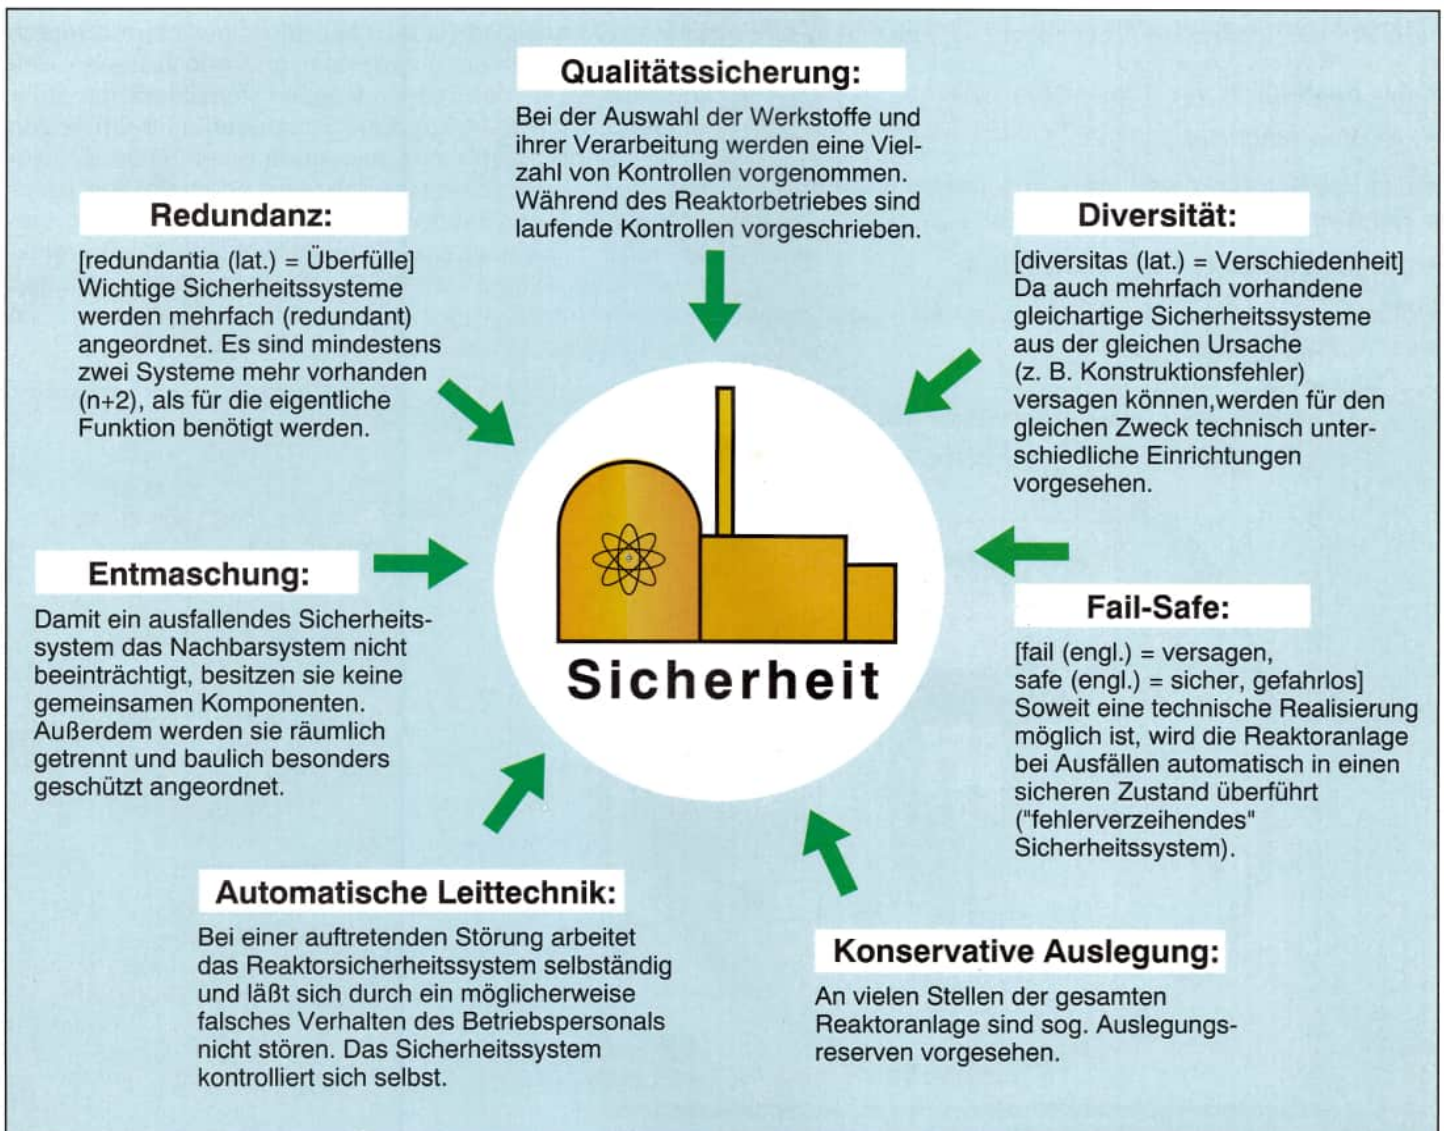 Qualitätssicherung:
Bei der Auswahl der Werkstoffe und
ihrer Verarbeitung werden eine Viel-
zahl von Kontrollen vorgenommen.
Während des Reaktorbetriebes sind
laufende Kontrollen vorgeschrieben.
Redundanz:
[redundantia (lat.) = Überfülle]
Wichtige Sicherheitssysteme
werden mehrfach (redundant)
angeordnet. Es sind mindestens
zwei Systeme mehr vorhanden
(n+2), als für die eigentliche
Funktion benötigt werden.
Diversität:
[diversitas (lat.) = Verschiedenheit]
Da auch mehrfach vorhandene
gleichartige Sicherheitssysteme
aus der gleichen Ursache
(z. B. Konstruktionsfehler)
versagen können,werden für den
gleichen Zweck technisch unter-
schiedliche Einrichtungen
vorgesehen.
Entmaschung:
Damit ein ausfallendes Sicherheits-
system das Nachbarsystem nicht
beeinträchtigt, besitzen sie keine
gemeinsamen Komponenten.
Außerdem werden sie räumlich
getrennt und baulich besonders
geschützt angeordnet.
Sicherheit
Fail-Safe:
[fail (engl.) = versagen,
safe (engl.) = sicher, gefahrlos]
Soweit eine technische Realisierung
möglich ist, wird die Reaktoranlage
bei Ausfällen automatisch in einen
sicheren Zustand überführt
("fehlerverzeihendes"
Sicherheitssystem).
Automatische Leittechnik:
Bei einer auftretenden Störung arbeitet
das Reaktorsicherheitssystem selbständig
und läßt sich durch ein möglicherweise
falsches Verhalten des Betriebspersonals
nicht stören. Das Sicherheitssystem
kontrolliert sich selbst.
Konservative Auslegung:
An vielen Stellen der gesamten
Reaktoranlage sind sog. Auslegungs-
reserven vorgesehen.